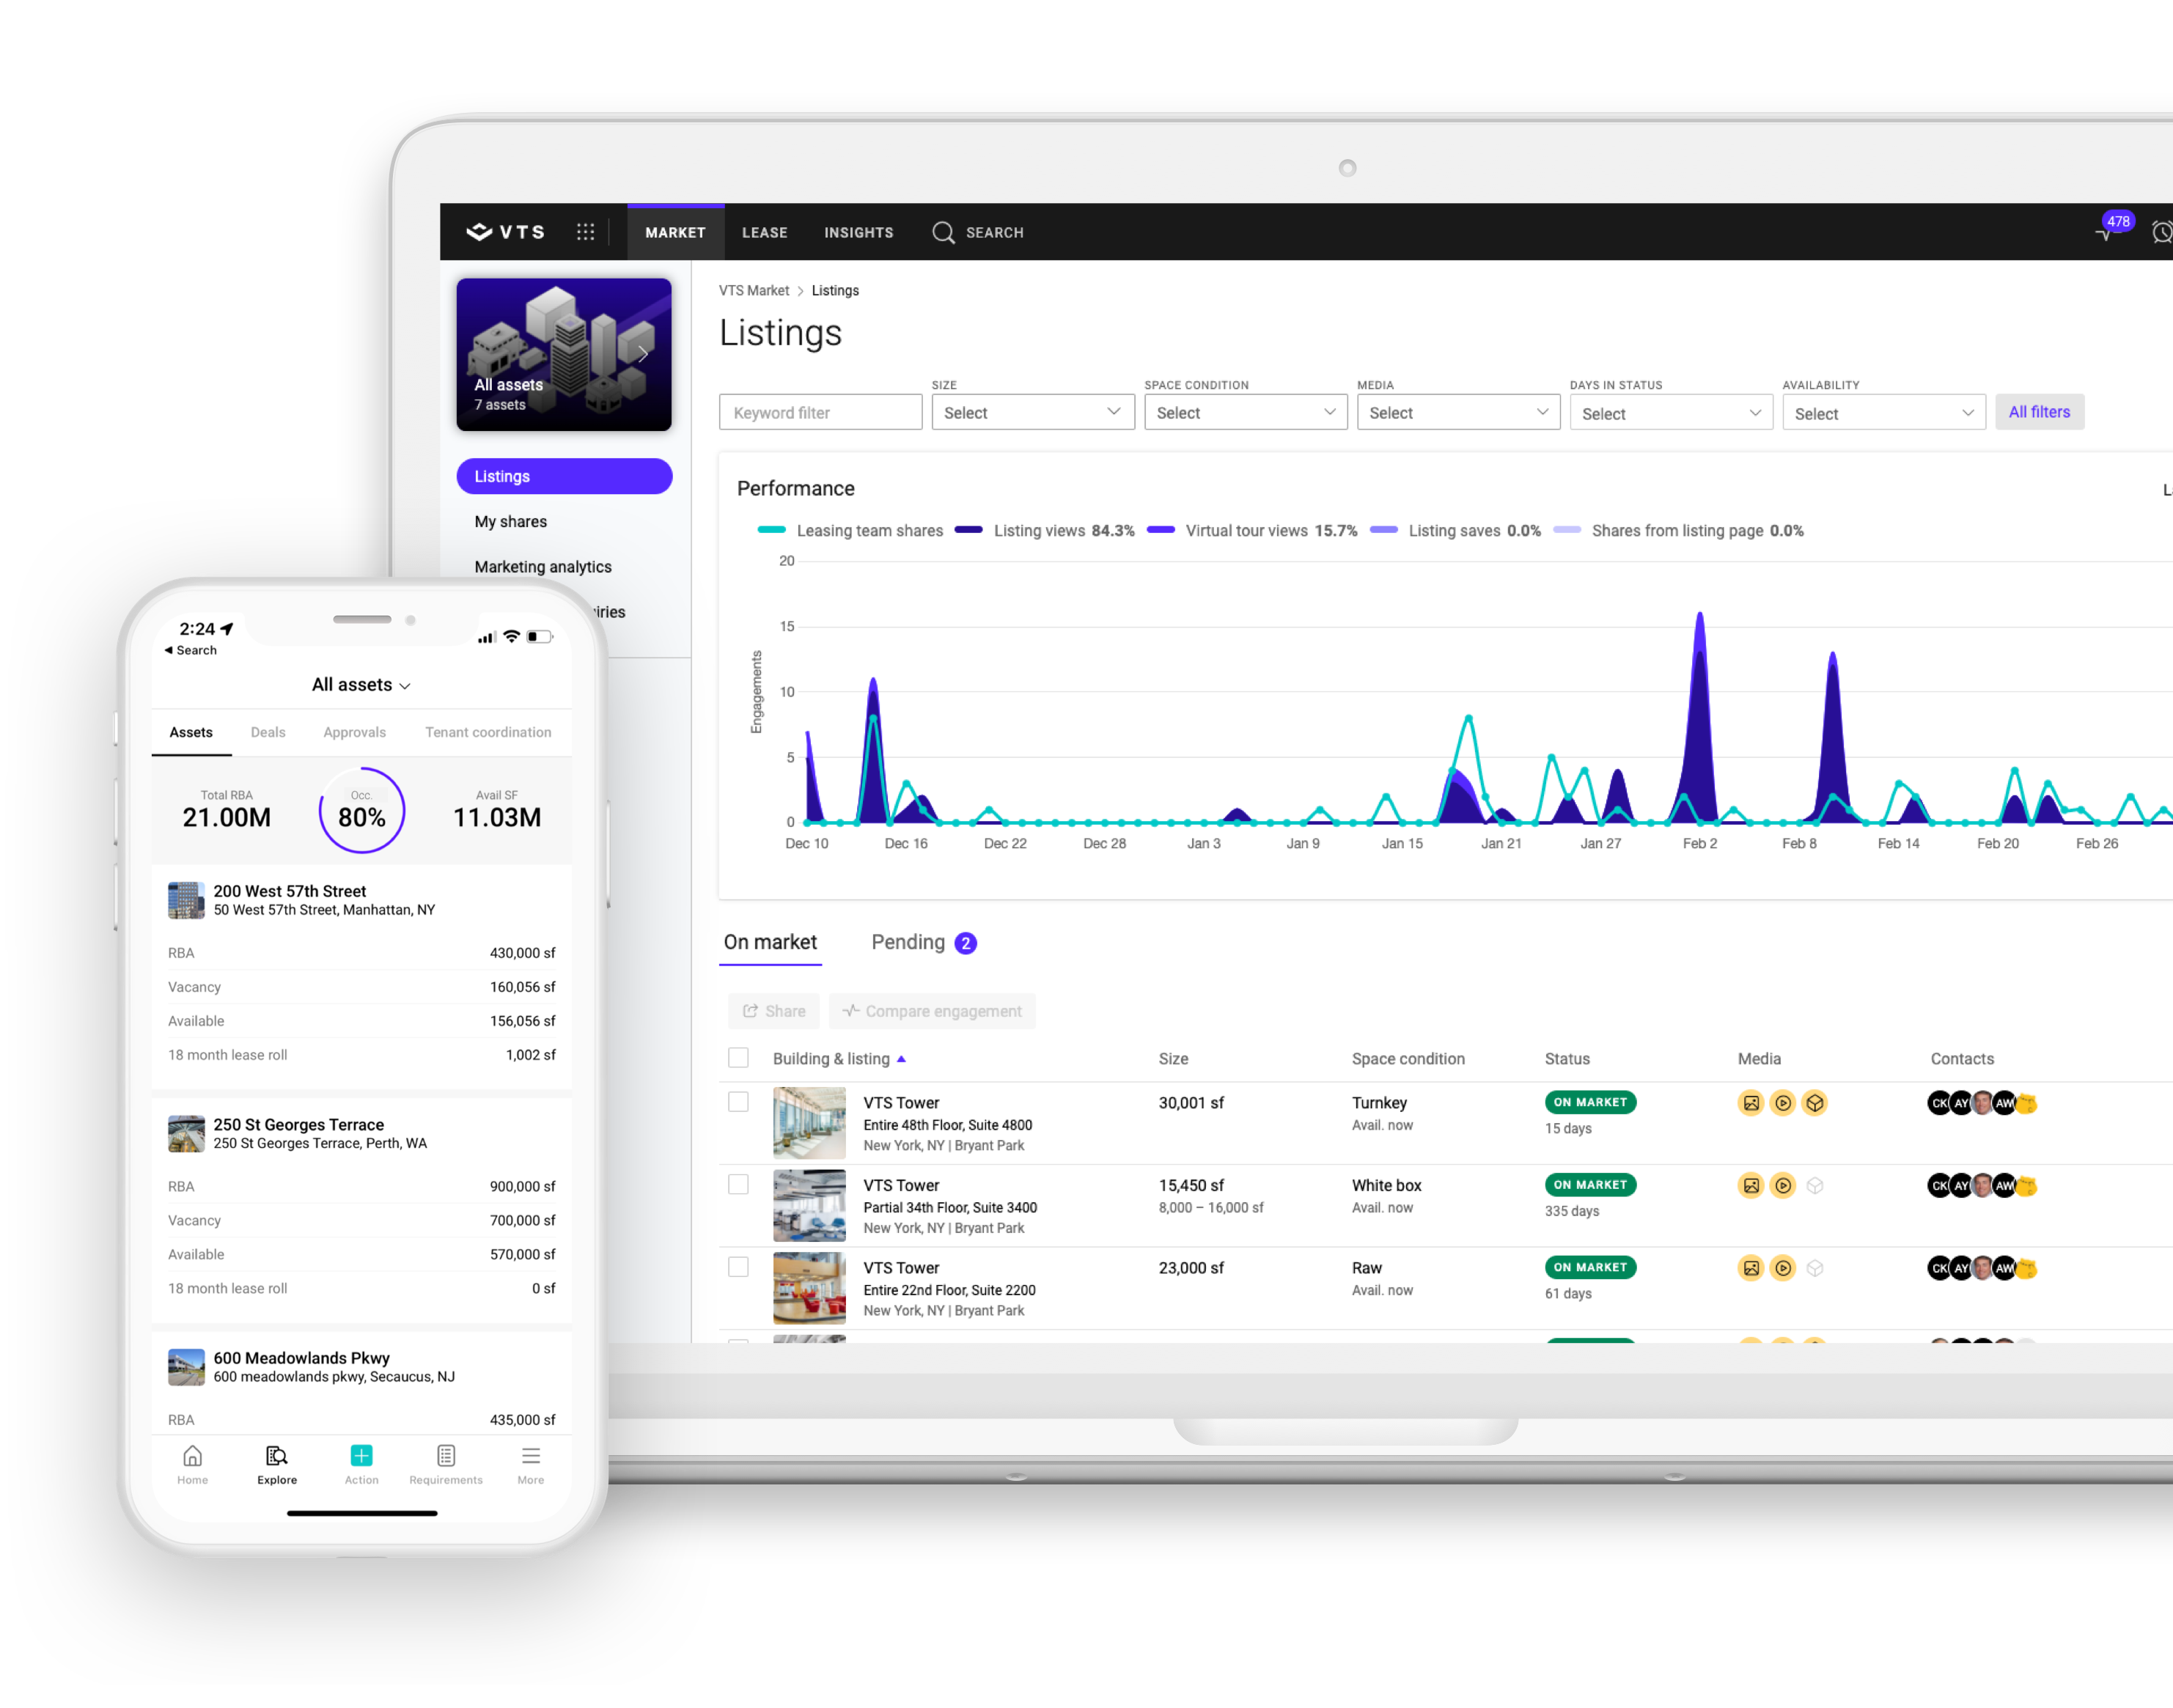 VTS
MARKET
LEASE
INSIGHTS
SEARCH
478
All assets
7 assets
Listings
My shares
Marketing analytics
VTS Market > Listings
Listings
Keyword filter
SIZE
Select
SPACE CONDITION
Select
MEDIA
Select
DAYS IN STATUS
Select
AVAILABILITY
Select
All filters
Performance
Leasing team shares
Listing views 84.3%
Virtual tour views 15.7%
Listing saves 0.0%
Shares from listing page 0.0%
Engagements
20
15
10
5
0
Dec 10
Dec 16
Dec 22
Dec 28
Jan 3
Jan 9
Jan 15
Jan 21
Jan 27
Feb 2
Feb 8
Feb 14
Feb 20
Feb 26
On market
Pending 2
Share
Compare engagement
Building & listing
Size
Space condition
Status
Media
Contacts
VTS Tower
Entire 48th Floor, Suite 4800
New York, NY | Bryant Park
30,001 sf
Turnkey
Avail. now
ON MARKET
15 days
CK AY AW
VTS Tower
Partial 34th Floor, Suite 3400
New York, NY | Bryant Park
15,450 sf
8,000 – 16,000 sf
White box
Avail. now
ON MARKET
335 days
CK AY AW
VTS Tower
Entire 22nd Floor, Suite 2200
New York, NY | Bryant Park
23,000 sf
Raw
Avail. now
ON MARKET
61 days
CK AY AW
2:24
Search
All assets
Assets
Deals
Approvals
Tenant coordination
Total RBA
21.00M
Occ.
80%
Avail SF
11.03M
200 West 57th Street
50 West 57th Street, Manhattan, NY
RBA 430,000 sf
Vacancy 160,056 sf
Available 156,056 sf
18 month lease roll 1,002 sf
250 St Georges Terrace
250 St Georges Terrace, Perth, WA
RBA 900,000 sf
Vacancy 700,000 sf
Available 570,000 sf
18 month lease roll 0 sf
600 Meadowlands Pkwy
600 meadowlands pkwy, Secaucus, NJ
RBA 435,000 sf
Home
Explore
Action
Requirements
More